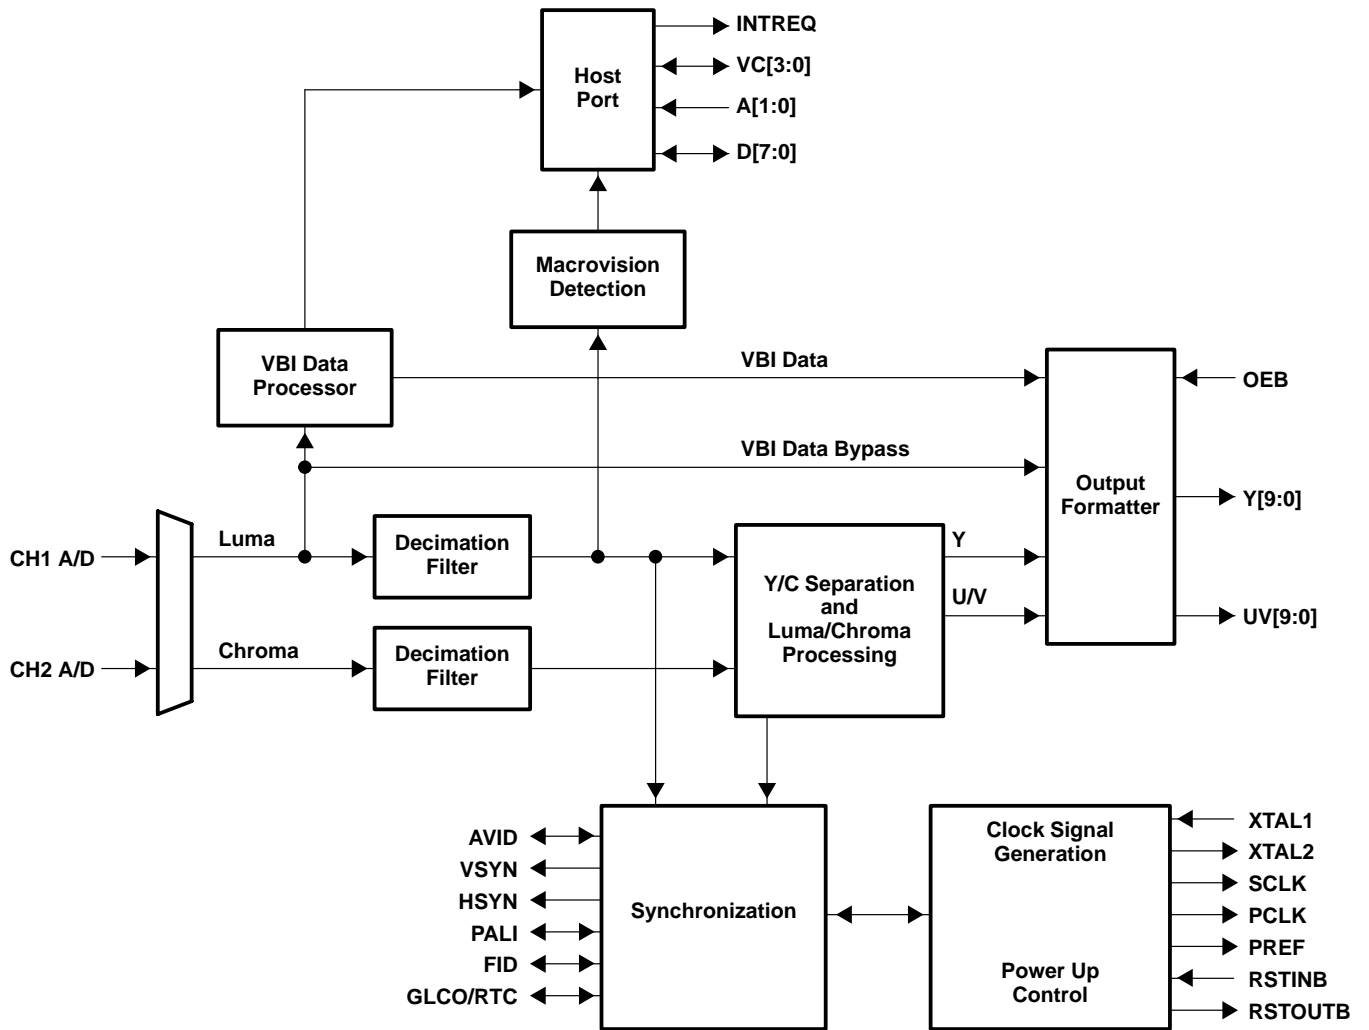 INTREQ
VC[3:0]
A[1:0]
D[7:0]
Host
Port
Macrovision
Detection
VBI Data
Processor
VBI Data
OEB
VBI Data Bypass
Output
Formatter
Y[9:0]
UV[9:0]
CH1 A/D
Luma
Decimation
Filter
Y
U/V
Y/C Separation
and
Luma/Chroma
Processing
CH2 A/D
Chroma
Decimation
Filter
AVID
VSYN
HSYN
PALI
FID
GLCO/RTC
Synchronization
Clock Signal
Generation
Power Up
Control
XTAL1
XTAL2
SCLK
PCLK
PREF
RSTINB
RSTOUTB